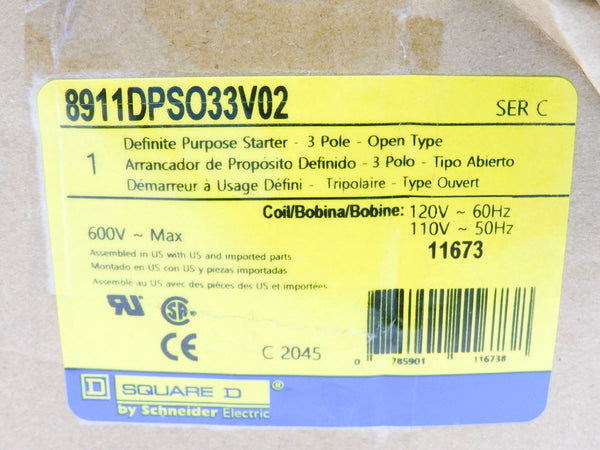 8911DPSO33V02
SER C
1
Definite Purpose Starter - 3 Pole - Open Type
Arrancador de Propósito Definido - 3 Polo - Tipo Abierto
Démarreur à Usage Défini - Tripolaire - Type Ouvert
Coil/Bobina/Bobine: 120V ~ 60Hz
110V ~ 50Hz
600V ~ Max
11673
Assembled in US with US and imported parts
Montado en US con US y piezas importadas
Assemblé au US avec des pièces des US et importées
RU
SA
CE
C 2045
0 785901 116738
D SQUARE D ®
by Schneider Electric